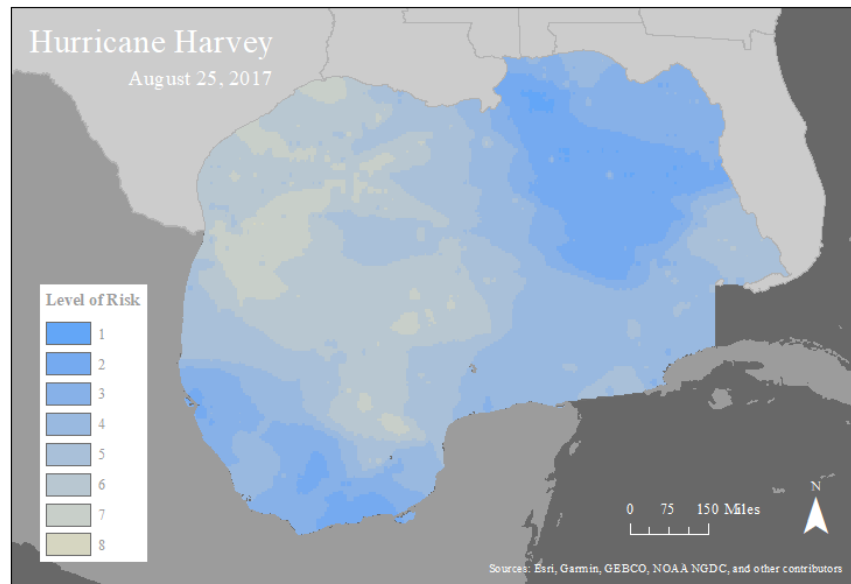 Hurricane Harvey
August 25, 2017
Level of Risk
1
2
3
4
5
6
7
8
N
0 75 150 Miles
Sources: Esri, Garmin, GEBCO, NOAA NGDC, and other contributors